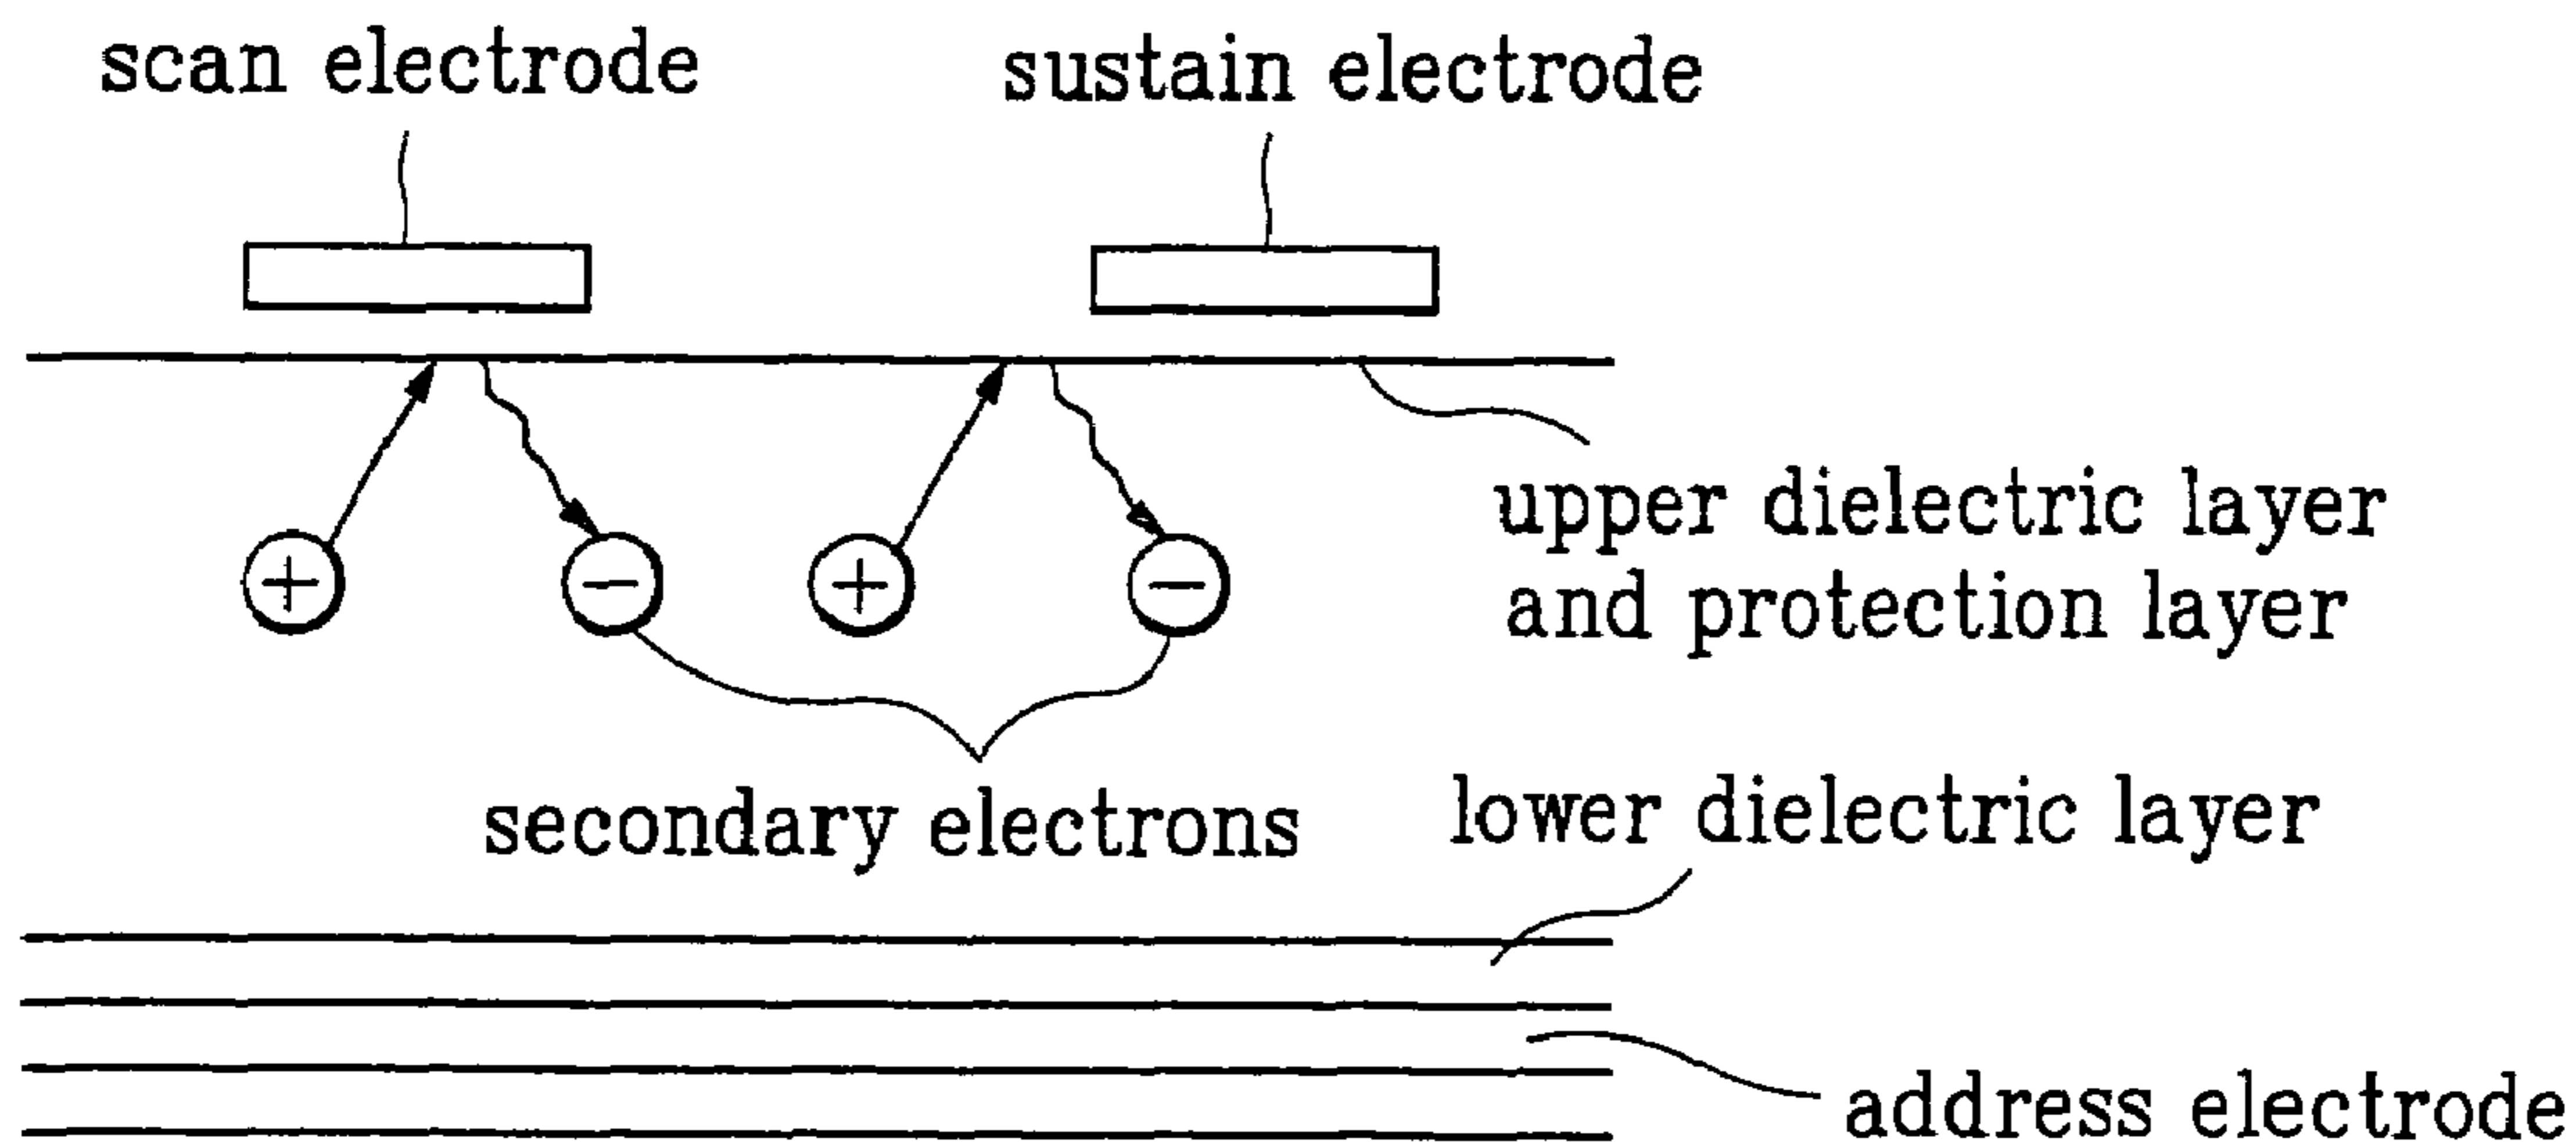 scan electrode
sustain electrode
upper dielectric layer
and protection layer
secondary electrons
lower dielectric layer
address electrode